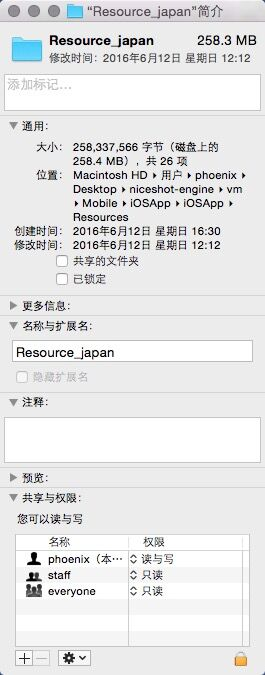 “Resource_japan”简介
Resource_japan 258.3 MB
修改时间：2016年6月12日 星期日 12:12
添加标记…
通用：
大小： 258,337,566 字节（磁盘上的
258.4 MB），共 26 项
位置： Macintosh HD ▸ 用户 ▸ phoenix ▸
Desktop ▸ niceshot-engine ▸ vm
▸ Mobile ▸ iOSApp ▸ iOSApp ▸
Resources
创建时间： 2016年6月12日 星期日 16:30
修改时间： 2016年6月12日 星期日 12:12
共享的文件夹
已锁定
更多信息：
名称与扩展名：
Resource_japan
隐藏扩展名
注释：
预览：
共享与权限：
您可以读与写
名称 权限
phoenix（本… 读与写
staff 只读
everyone 只读